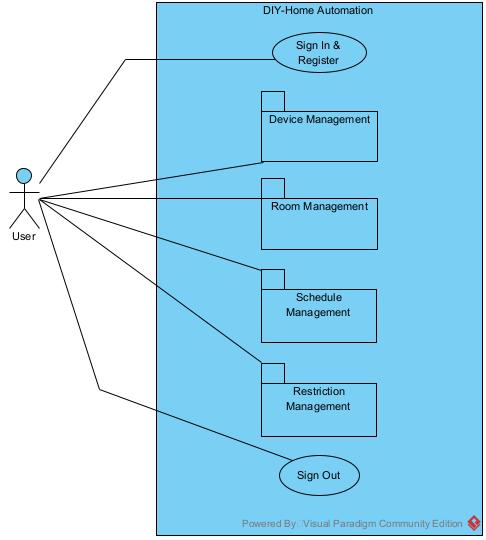 DIY-Home Automation
Sign In &
Register
Device Management
Room Management
User
Schedule
Management
Restriction
Management
Sign Out
Powered By Visual Paradigm Community Edition